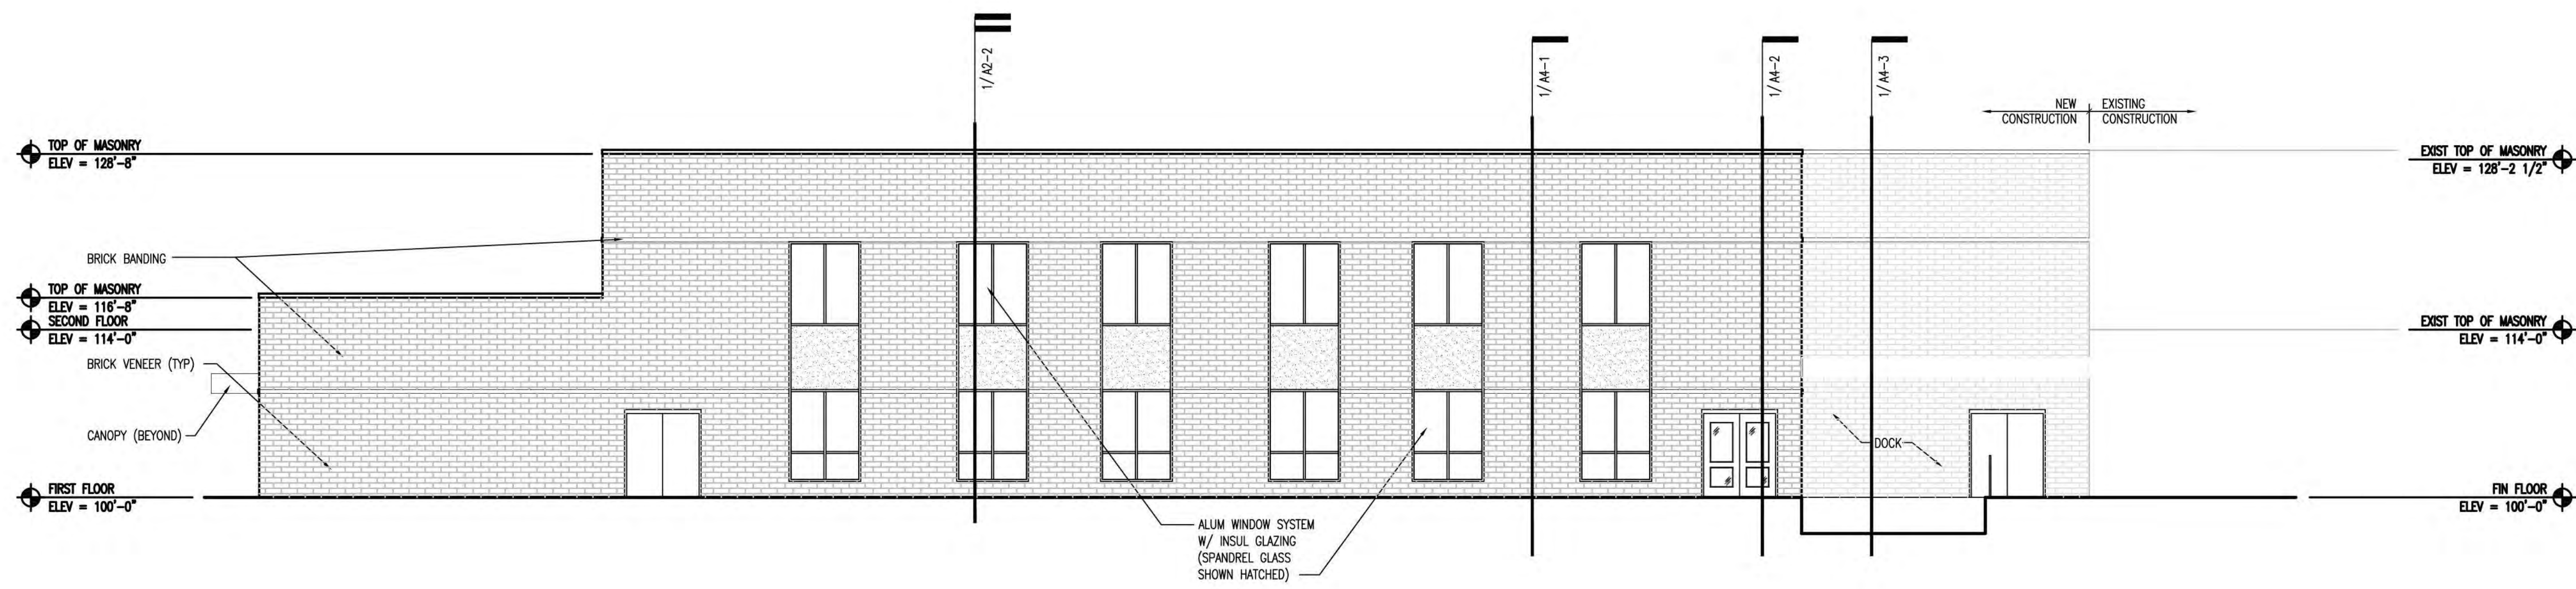 1/A2-2
1/A4-1
1/A4-2
1/A4-3
NEW
CONSTRUCTION
EXISTING
CONSTRUCTION
TOP OF MASONRY
ELEV = 128'-8"
EXIST TOP OF MASONRY
ELEV = 128'-2 1/2"
BRICK BANDING
TOP OF MASONRY
ELEV = 116'-8"
SECOND FLOOR
ELEV = 114'-0"
EXIST TOP OF MASONRY
ELEV = 114'-0"
BRICK VENEER (TYP)
CANOPY (BEYOND)
DOCK
FIRST FLOOR
ELEV = 100'-0"
FIN FLOOR
ELEV = 100'-0"
ALUM WINDOW SYSTEM
W/ INSUL GLAZING
(SPANDREL GLASS
SHOWN HATCHED)